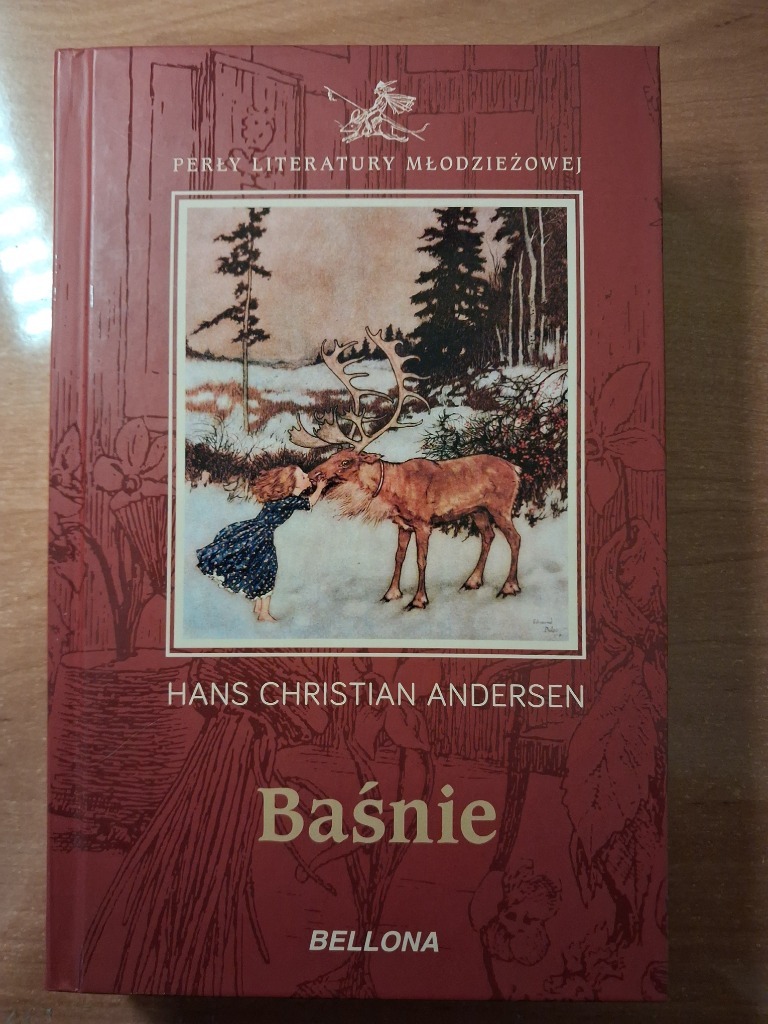 PERŁY LITERATURY MŁODZIEŻOWEJ
HANS CHRISTIAN ANDERSEN
Baśnie
BELLONA